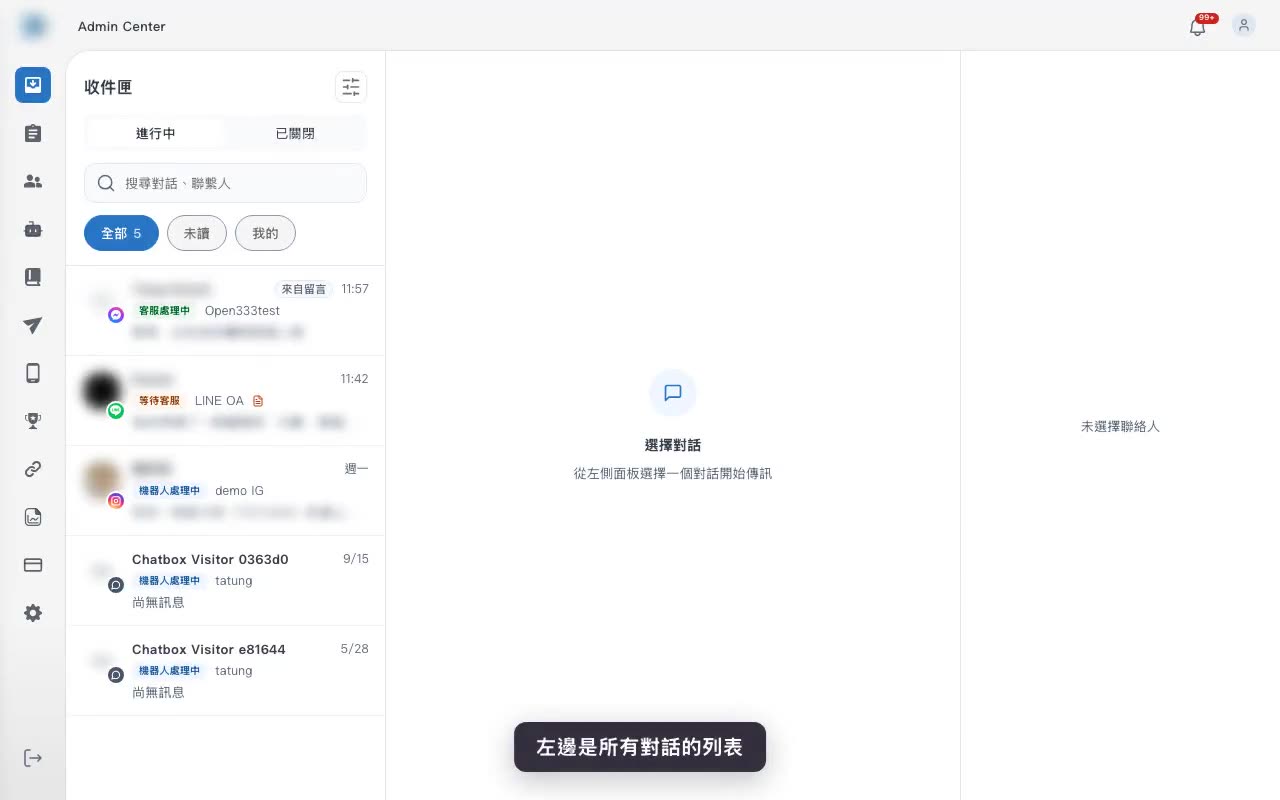 Admin Center
99+
收件匣
進行中
已關閉
搜尋對話、聯繫人
全部 5
未讀
我的
來自留言 11:57
客服處理中 Open333test
11:42
等待客服 LINE OA
週一
機器人處理中 demo IG
Chatbox Visitor 0363d0 9/15
機器人處理中 tatung
尚無訊息
Chatbox Visitor e81644 5/28
機器人處理中 tatung
尚無訊息
選擇對話
從左側面板選擇一個對話開始傳訊
未選擇聯絡人
左邊是所有對話的列表